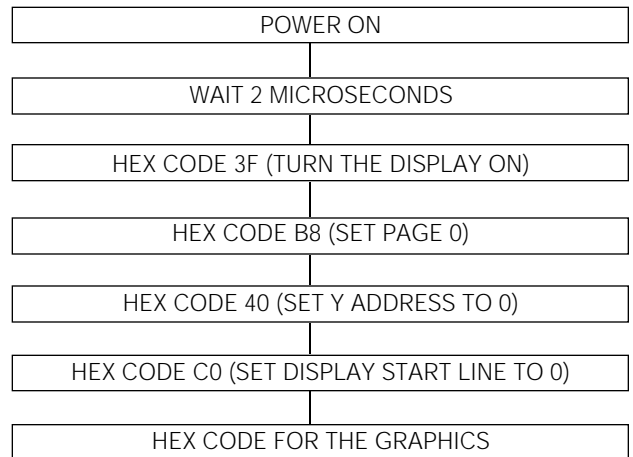 POWER ON
WAIT 2 MICROSECONDS
HEX CODE 3F (TURN THE DISPLAY ON)
HEX CODE B8 (SET PAGE 0)
HEX CODE 40 (SET Y ADDRESS TO 0)
HEX CODE C0 (SET DISPLAY START LINE TO 0)
HEX CODE FOR THE GRAPHICS